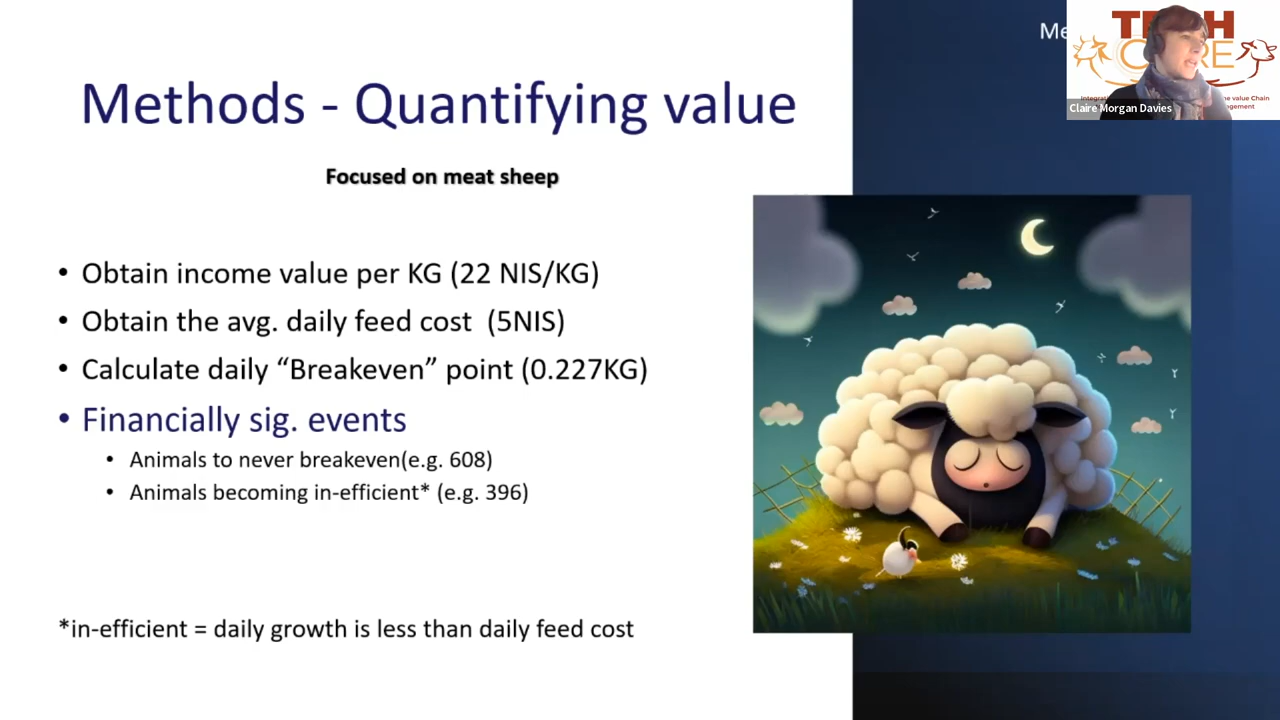 Methods - Quantifying value
Focused on meat sheep
• Obtain income value per KG (22 NIS/KG)
• Obtain the avg. daily feed cost (5NIS)
• Calculate daily “Breakeven” point (0.227KG)
• Financially sig. events
• Animals to never breakeven(e.g. 608)
• Animals becoming in-efficient* (e.g. 396)
*in-efficient = daily growth is less than daily feed cost
Claire Morgan Davies